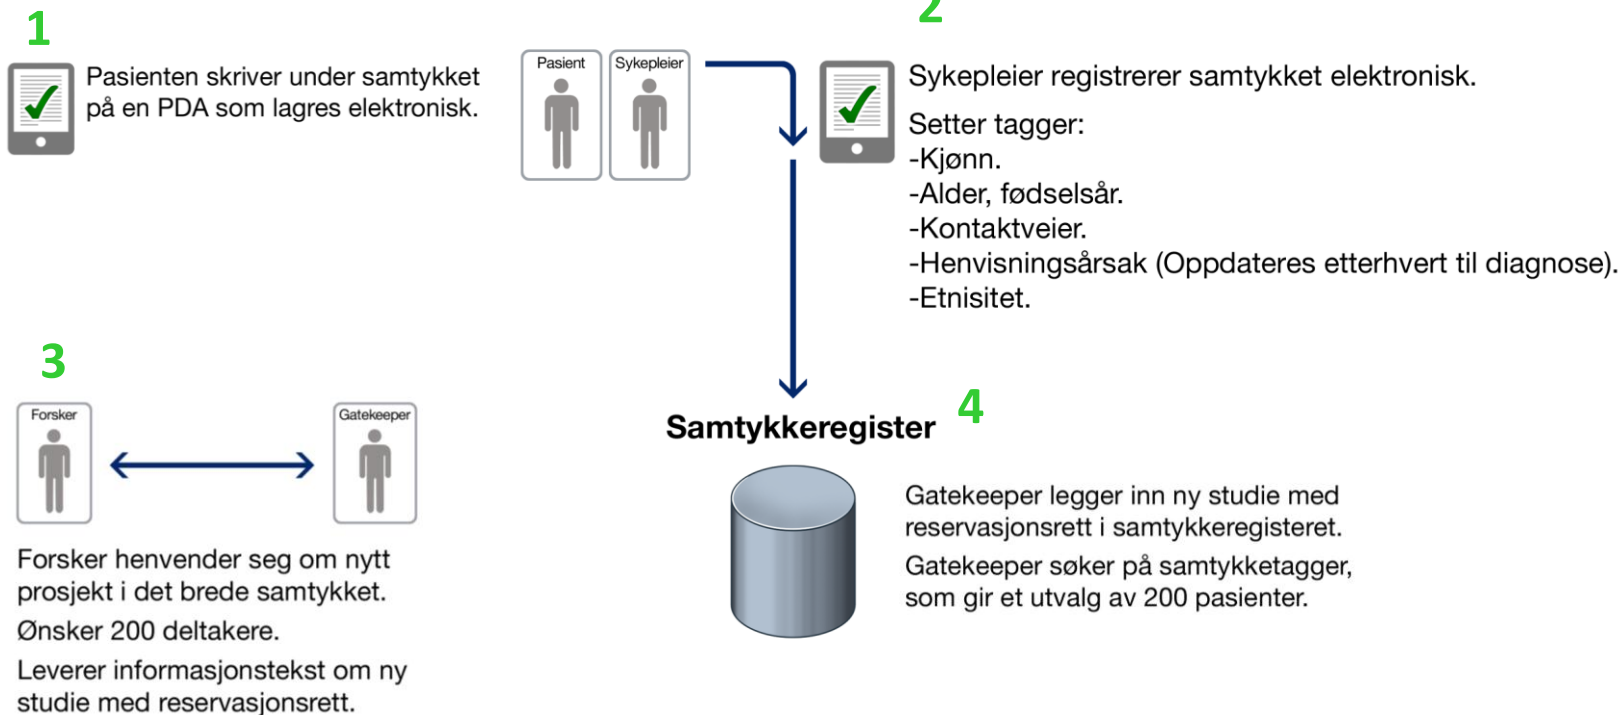 1
Pasienten skriver under samtykket
på en PDA som lagres elektronisk.
Pasient
Sykepleier
2
Sykepleier registrerer samtykket elektronisk.
Setter tagger:
-Kjønn.
-Alder, fødselsår.
-Kontaktveier.
-Henvisningsårsak (Oppdateres etterhvert til diagnose).
-Etnisitet.
3
Forsker
Gatekeeper
Forsker henvender seg om nytt
prosjekt i det brede samtykket.
Ønsker 200 deltakere.
Leverer informasjonstekst om ny
studie med reservasjonsrett.
Samtykkeregister
4
Gatekeeper legger inn ny studie med
reservasjonsrett i samtykkeregisteret.
Gatekeeper søker på samtykketagger,
som gir et utvalg av 200 pasienter.